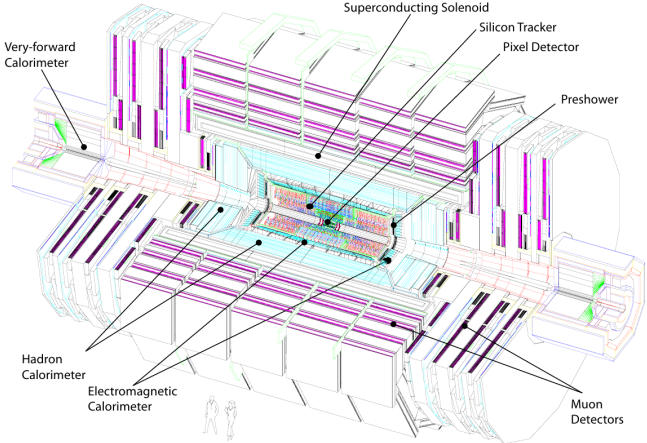 Superconducting Solenoid
Silicon Tracker
Pixel Detector
Very-forward
Calorimeter
Preshower
Hadron
Calorimeter
Electromagnetic
Calorimeter
Muon
Detectors